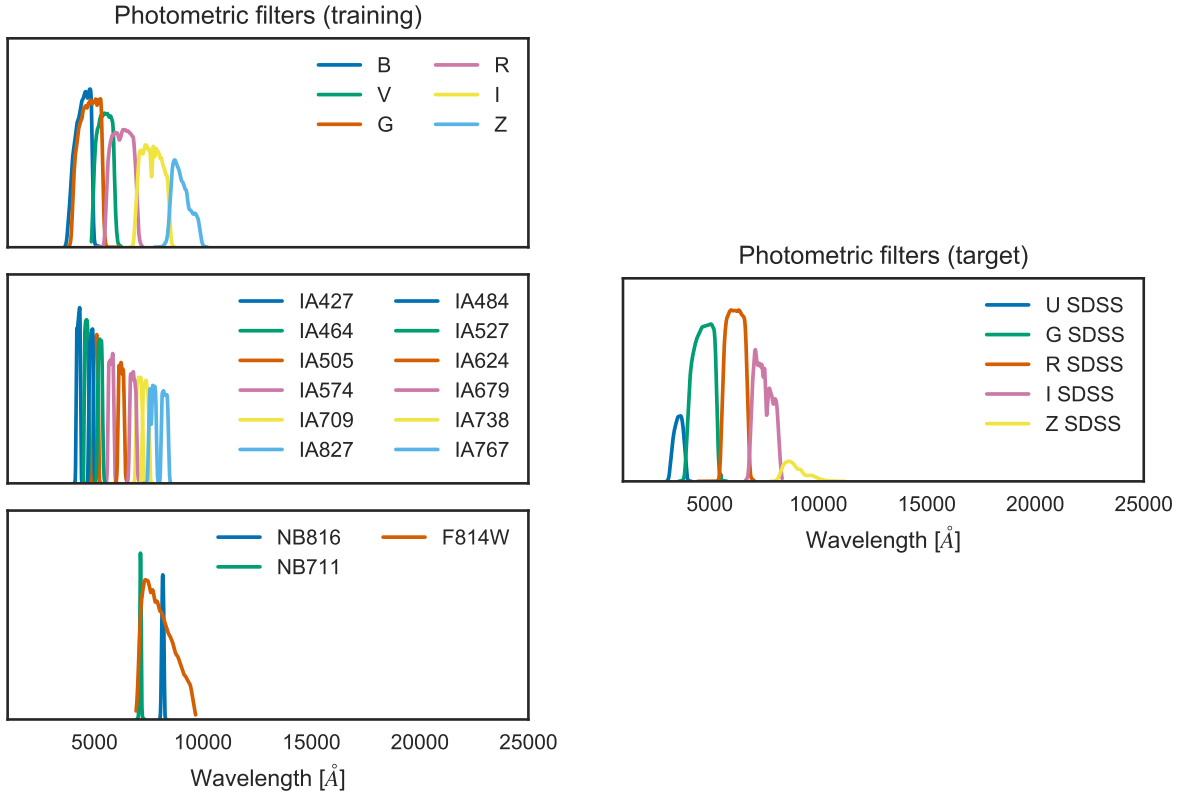 Photometric filters (training)
B R
V I
G Z
IA427 IA484
IA464 IA527
IA505 IA624
IA574 IA679
IA709 IA738
IA827 IA767
NB816 F814W
NB711
5000 10000 15000 20000 25000
Wavelength [Å]
Photometric filters (target)
U SDSS
G SDSS
R SDSS
I SDSS
Z SDSS
5000 10000 15000 20000 25000
Wavelength [Å]